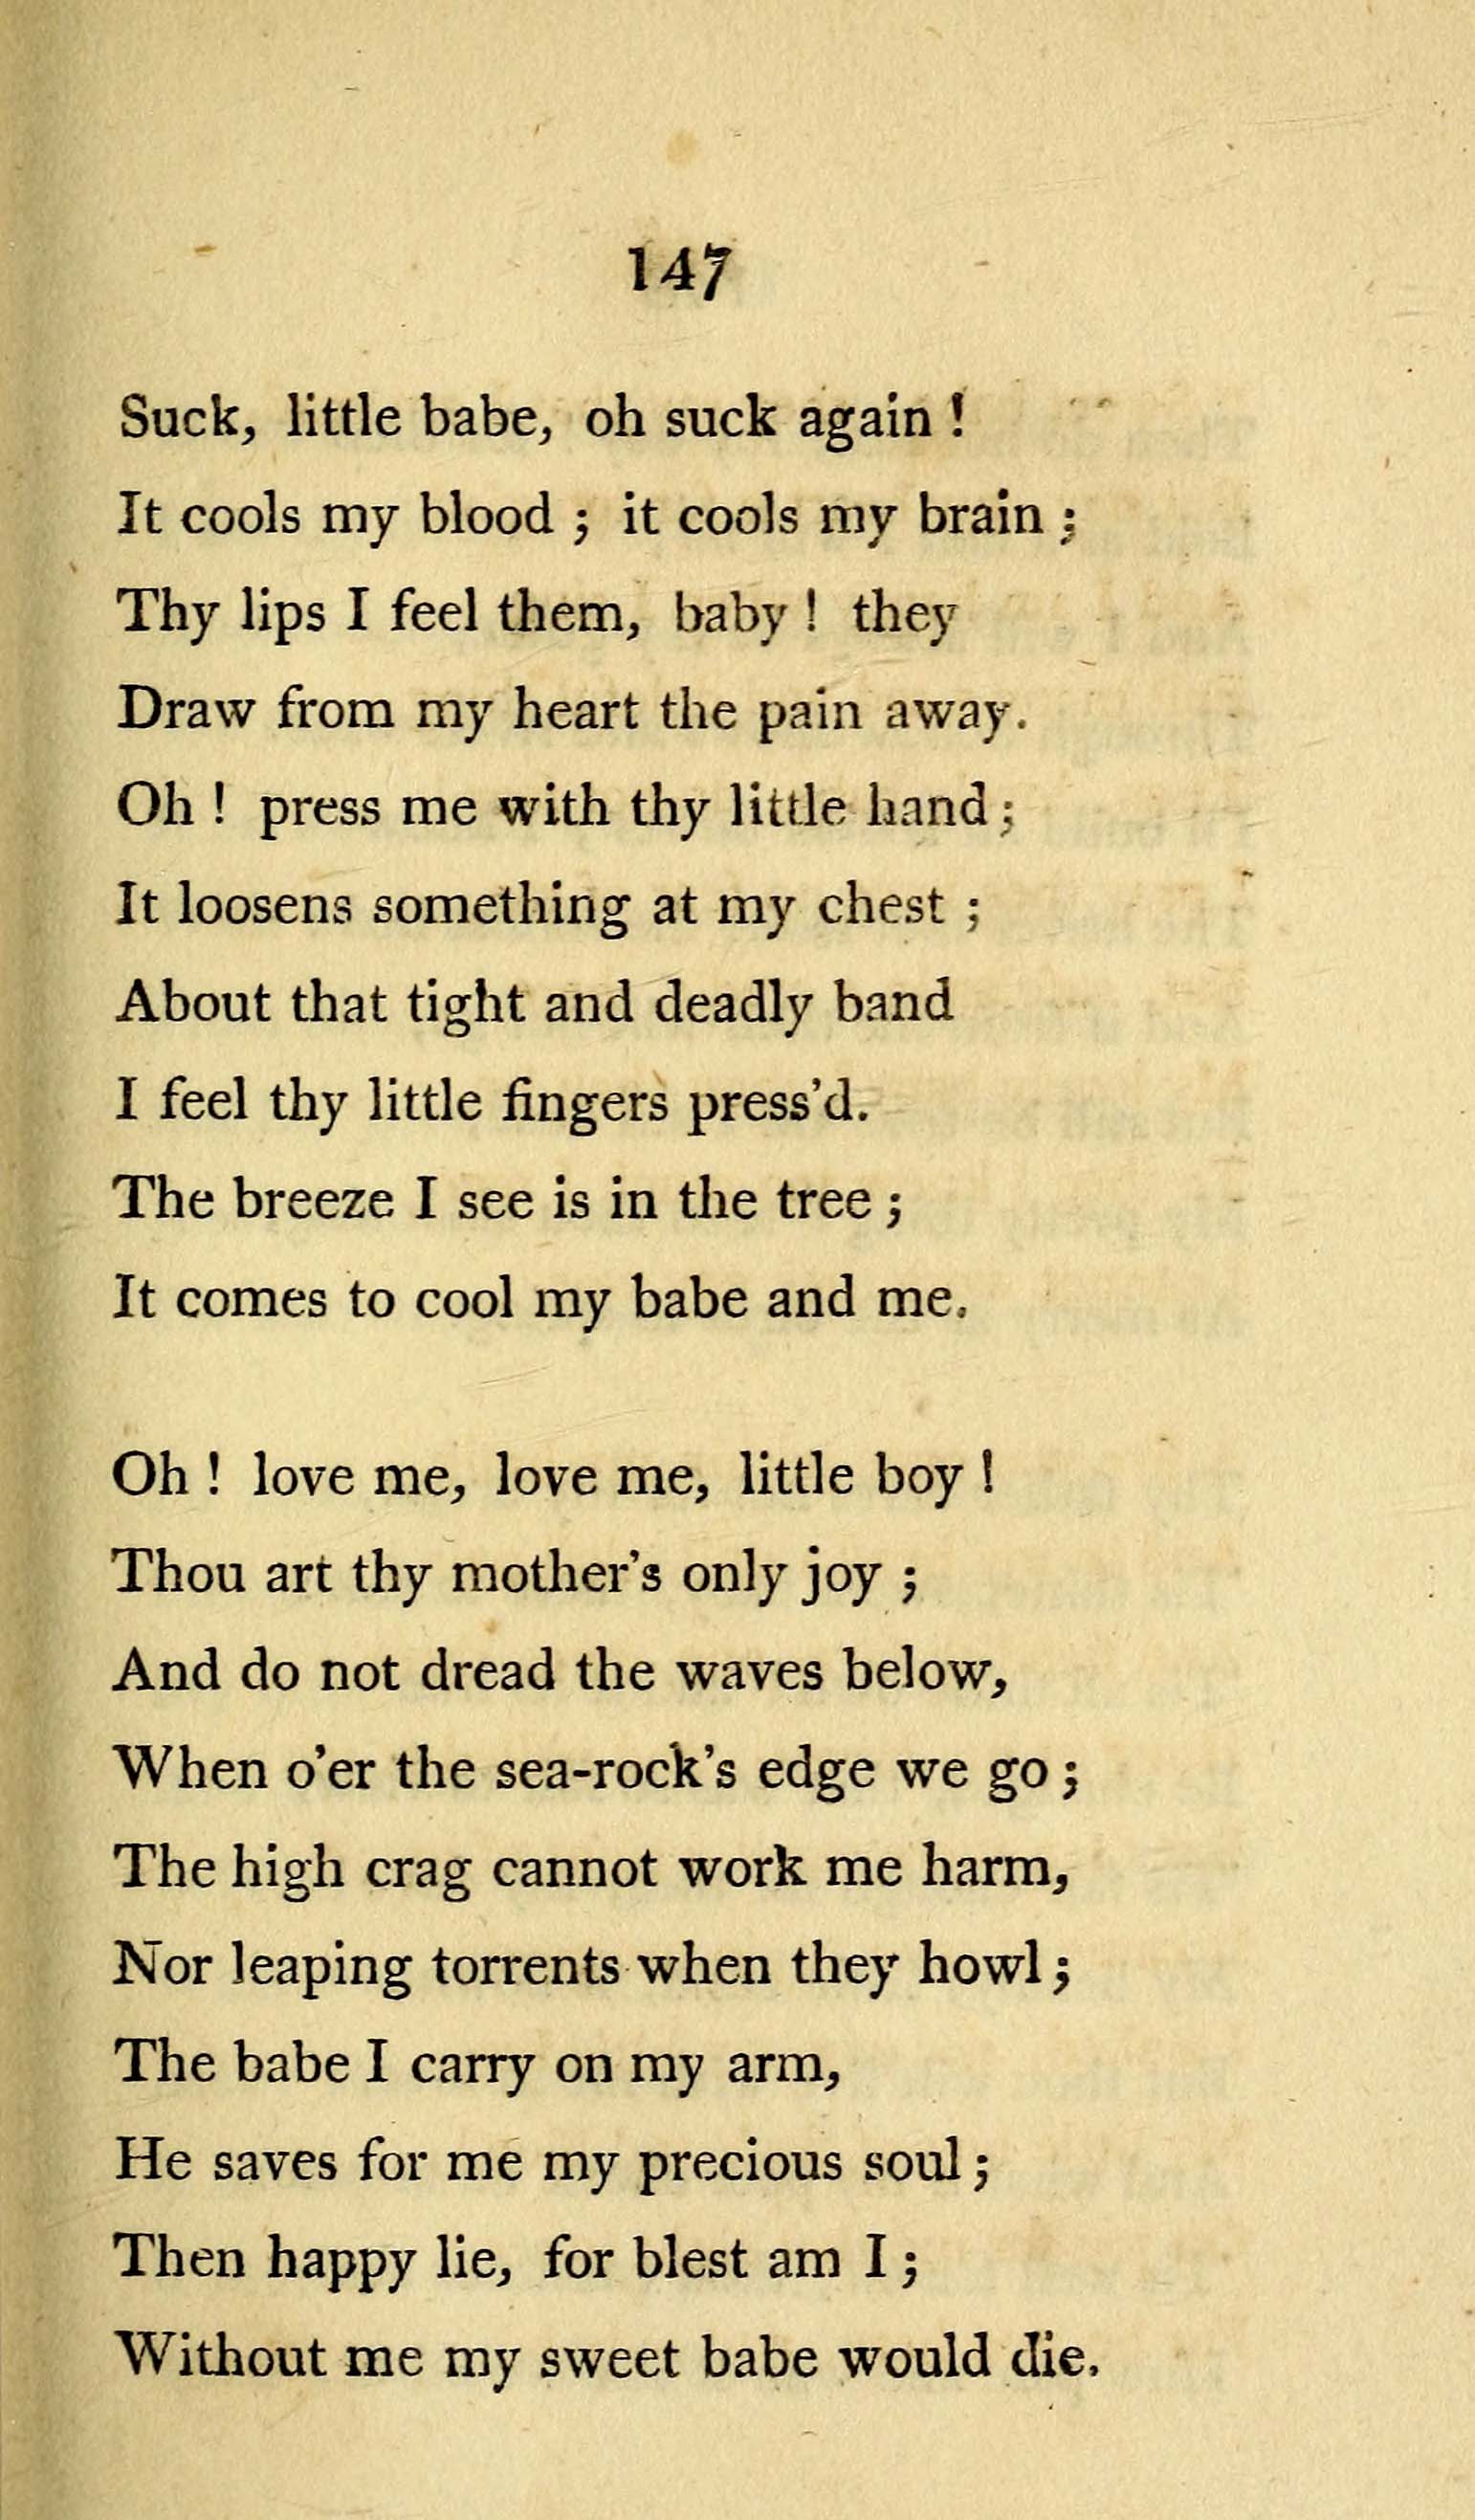 147
Suck, little babe, oh suck again !
It cools my blood ; it cools my brain ;
Thy lips I feel them, baby ! they
Draw from my heart the pain away.
Oh ! press me with thy little hand ;
It loosens something at my chest ;
About that tight and deadly band
I feel thy little fingers press'd.
The breeze I see is in the tree ;
It comes to cool my babe and me.
Oh ! love me, love me, little boy !
Thou art thy mother's only joy ;
And do not dread the waves below,
When o'er the sea-rock's edge we go ;
The high crag cannot work me harm,
Nor leaping torrents when they howl ;
The babe I carry on my arm,
He saves for me my precious soul ;
Then happy lie, for blest am I ;
Without me my sweet babe would die.